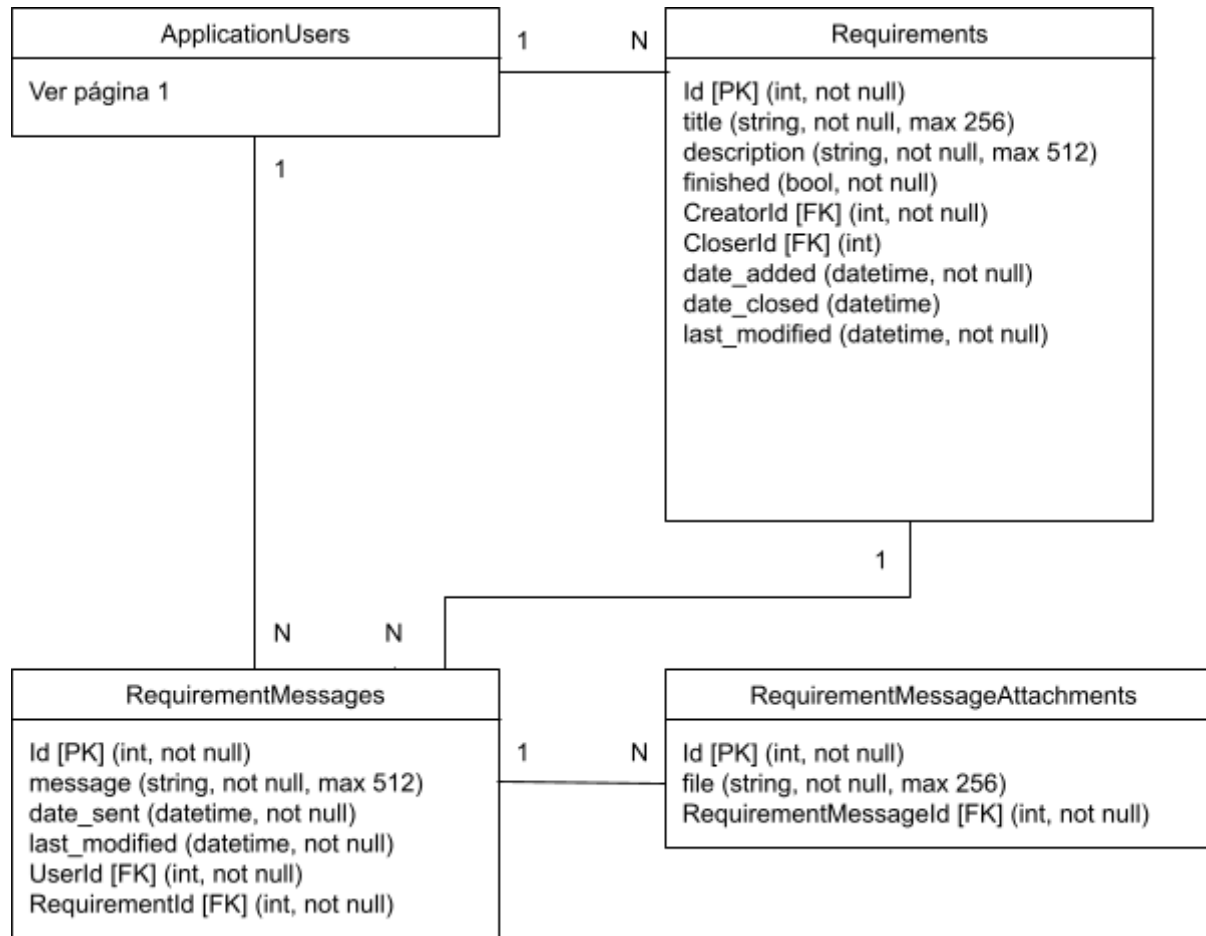 ApplicationUsers
Ver página 1
1
N
Requirements
Id [PK] (int, not null)
title (string, not null, max 256)
description (string, not null, max 512)
finished (bool, not null)
CreatorId [FK] (int, not null)
CloserId [FK] (int)
date_added (datetime, not null)
date_closed (datetime)
last_modified (datetime, not null)
1
1
N
N
RequirementMessages
Id [PK] (int, not null)
message (string, not null, max 512)
date_sent (datetime, not null)
last_modified (datetime, not null)
UserId [FK] (int, not null)
RequirementId [FK] (int, not null)
1
N
RequirementMessageAttachments
Id [PK] (int, not null)
file (string, not null, max 256)
RequirementMessageId [FK] (int, not null)